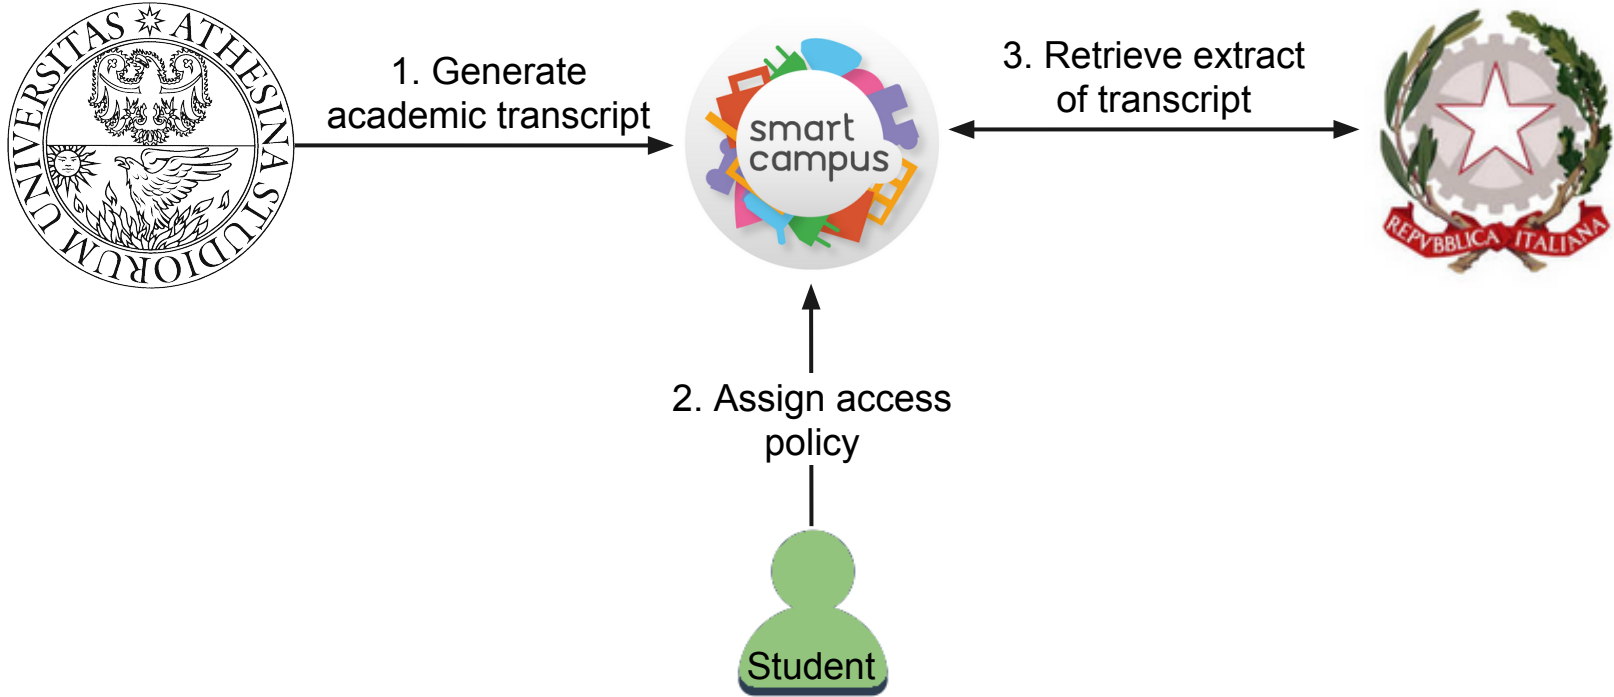 UNIVERSITAS ATHESINA STUDIORUM
1. Generate
academic transcript
smart
campus
3. Retrieve extract
of transcript
REPVBBLICA ITALIANA
2. Assign access
policy
Student